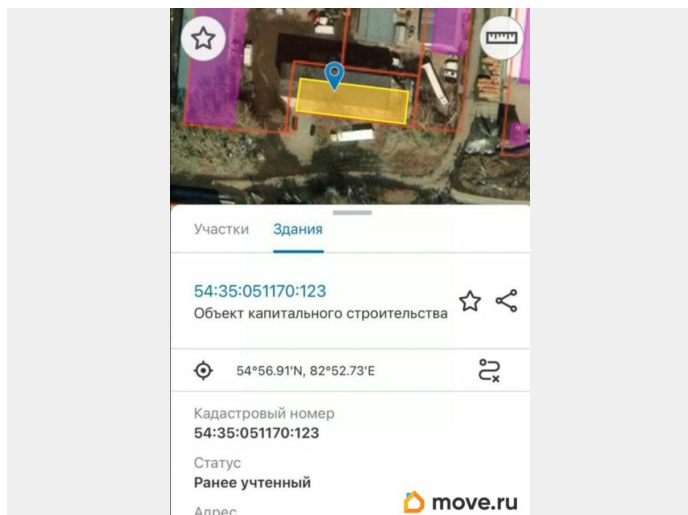 Участки Здания
54:35:051170:123
Объект капитального строительства
54°56.91'N, 82°52.73'E
Кадастровый номер
54:35:051170:123
Статус
Ранее учтенный
Адрес
move.ru